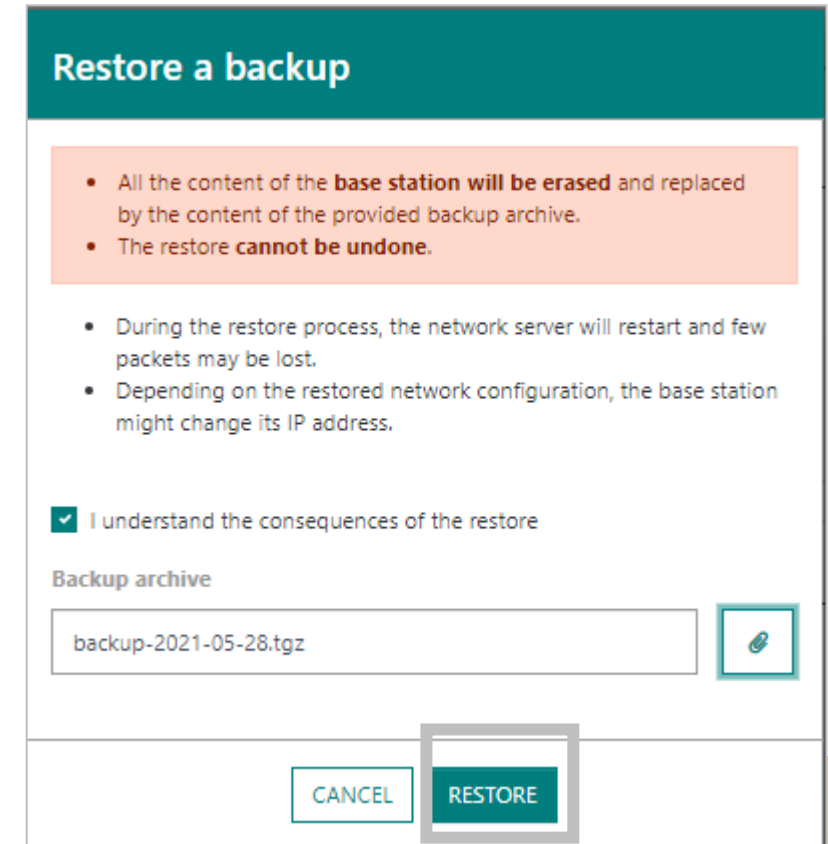 Restore a backup
• All the content of the base station will be erased and replaced
by the content of the provided backup archive.
• The restore cannot be undone.
• During the restore process, the network server will restart and few
packets may be lost.
• Depending on the restored network configuration, the base station
might change its IP address.
I understand the consequences of the restore
Backup archive
backup-2021-05-28.tgz
CANCEL RESTORE